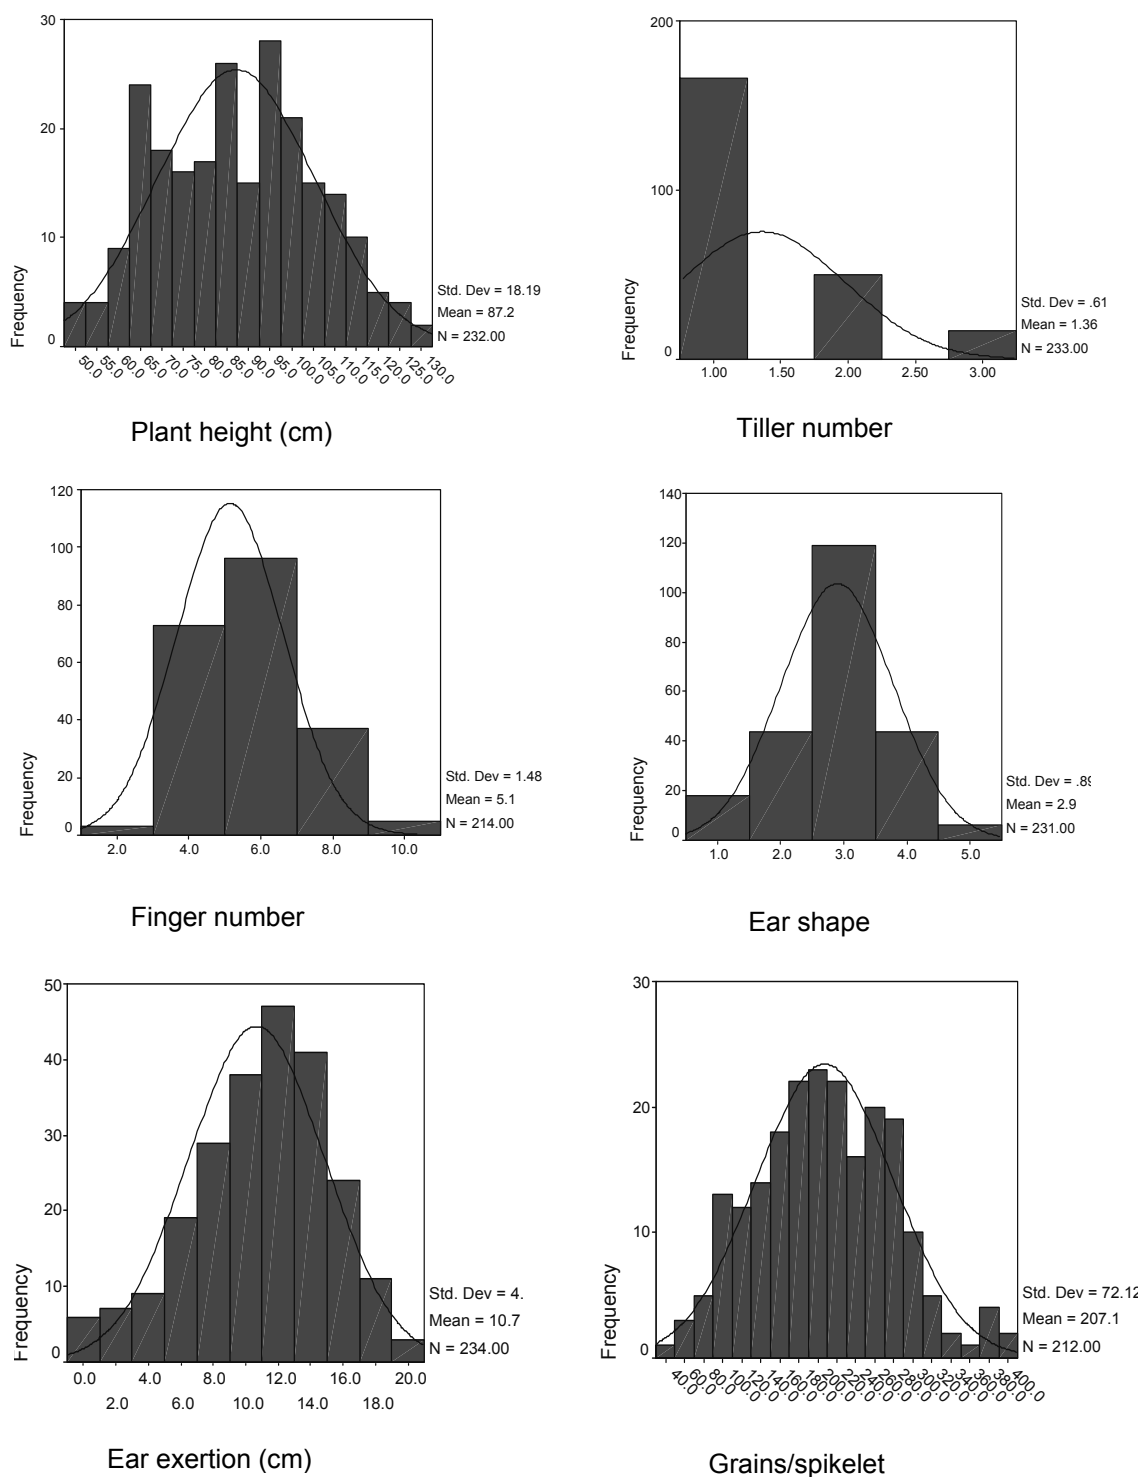 30
20
10
0
Frequency
50.0 55.0 60.0 65.0 70.0 75.0 80.0 85.0 90.0 95.0 100.0 105.0 110.0 115.0 120.0 125.0 130.0
Std. Dev = 18.19
Mean = 87.2
N = 232.00
Plant height (cm)
200
100
0
1.00 1.50 2.00 2.50 3.00
Std. Dev = .61
Mean = 1.36
N = 233.00
Tiller number
120
100
80
60
40
20
0
Frequency
2.0 4.0 6.0 8.0 10.0
Std. Dev = 1.48
Mean = 5.1
N = 214.00
Finger number
140
120
100
80
60
40
20
0
Frequency
1.0 2.0 3.0 4.0 5.0
Std. Dev = .89
Mean = 2.9
N = 231.00
Ear shape
50
40
30
20
10
0
Frequency
0.0 4.0 8.0 12.0 16.0 20.0
2.0 6.0 10.0 14.0 18.0
Std. Dev = 4.
Mean = 10.7
N = 234.00
Ear exertion (cm)
30
20
10
0
Frequency
40.0 60.0 80.0 100.0 120.0 140.0 160.0 180.0 200.0 220.0 240.0 260.0 280.0 300.0 320.0 340.0 360.0 380.0 400.0
Std. Dev = 72.12
Mean = 207.1
N = 212.00
Grains/spikelet